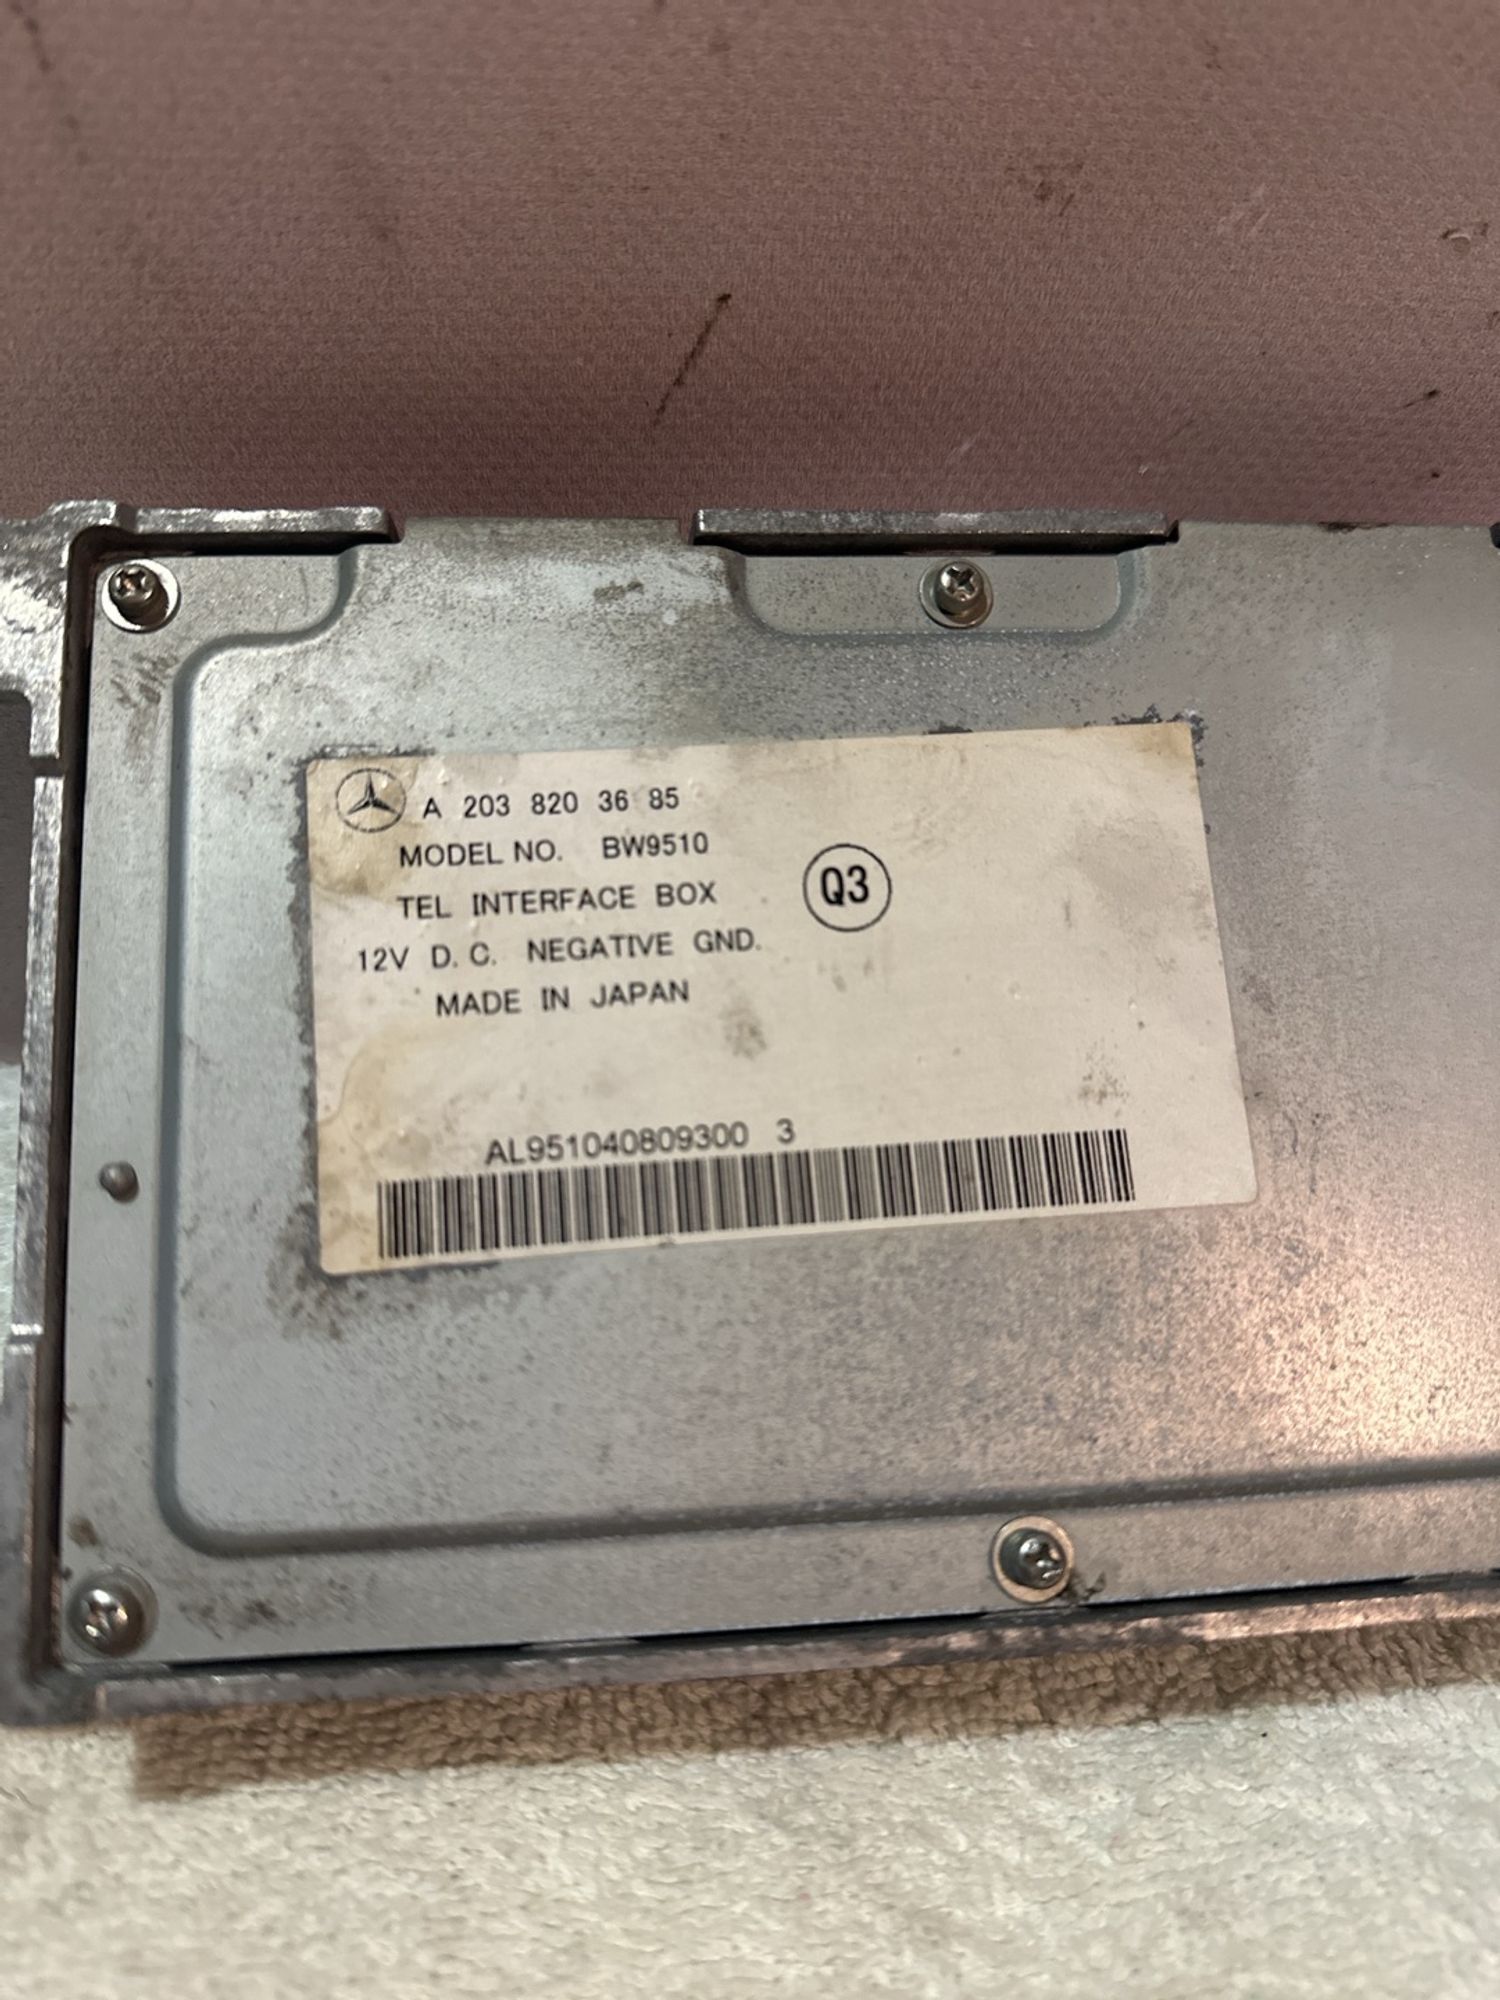 A 203 820 36 85
MODEL NO. BW9510
TEL INTERFACE BOX
Q3
12V D.C. NEGATIVE GND.
MADE IN JAPAN
AL951040809300 3